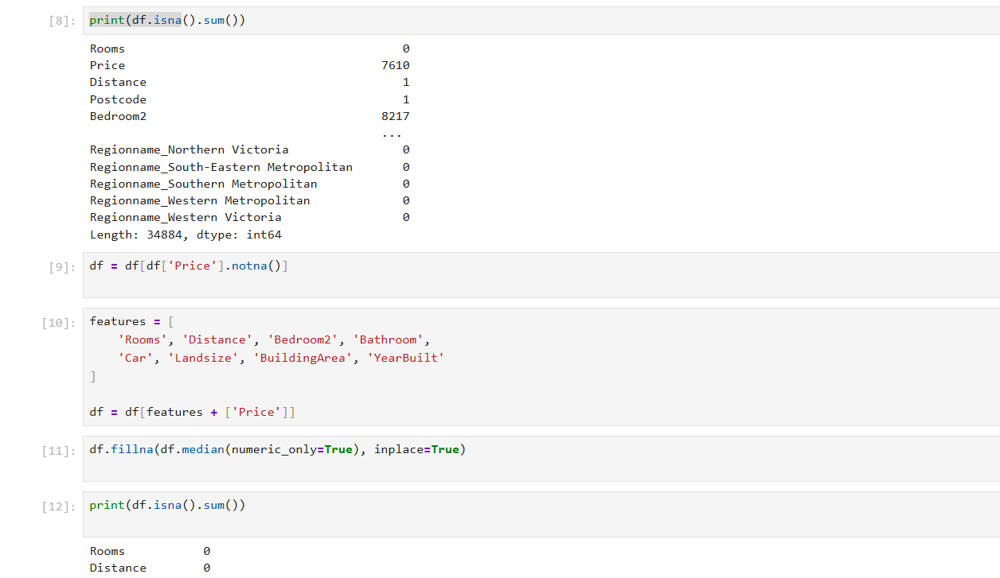 [8]: print(df.isna().sum())
Rooms 0
Price 7610
Distance 1
Postcode 1
Bedroom2 8217
...
Regionname_Northern Victoria 0
Regionname_South-Eastern Metropolitan 0
Regionname_Southern Metropolitan 0
Regionname_Western Metropolitan 0
Regionname_Western Victoria 0
Length: 34884, dtype: int64
[9]: df = df[df['Price'].notna()]
[10]: features = [
'Rooms', 'Distance', 'Bedroom2', 'Bathroom',
'Car', 'Landsize', 'BuildingArea', 'YearBuilt'
]
df = df[features + ['Price']]
[11]: df.fillna(df.median(numeric_only=True), inplace=True)
[12]: print(df.isna().sum())
Rooms 0
Distance 0